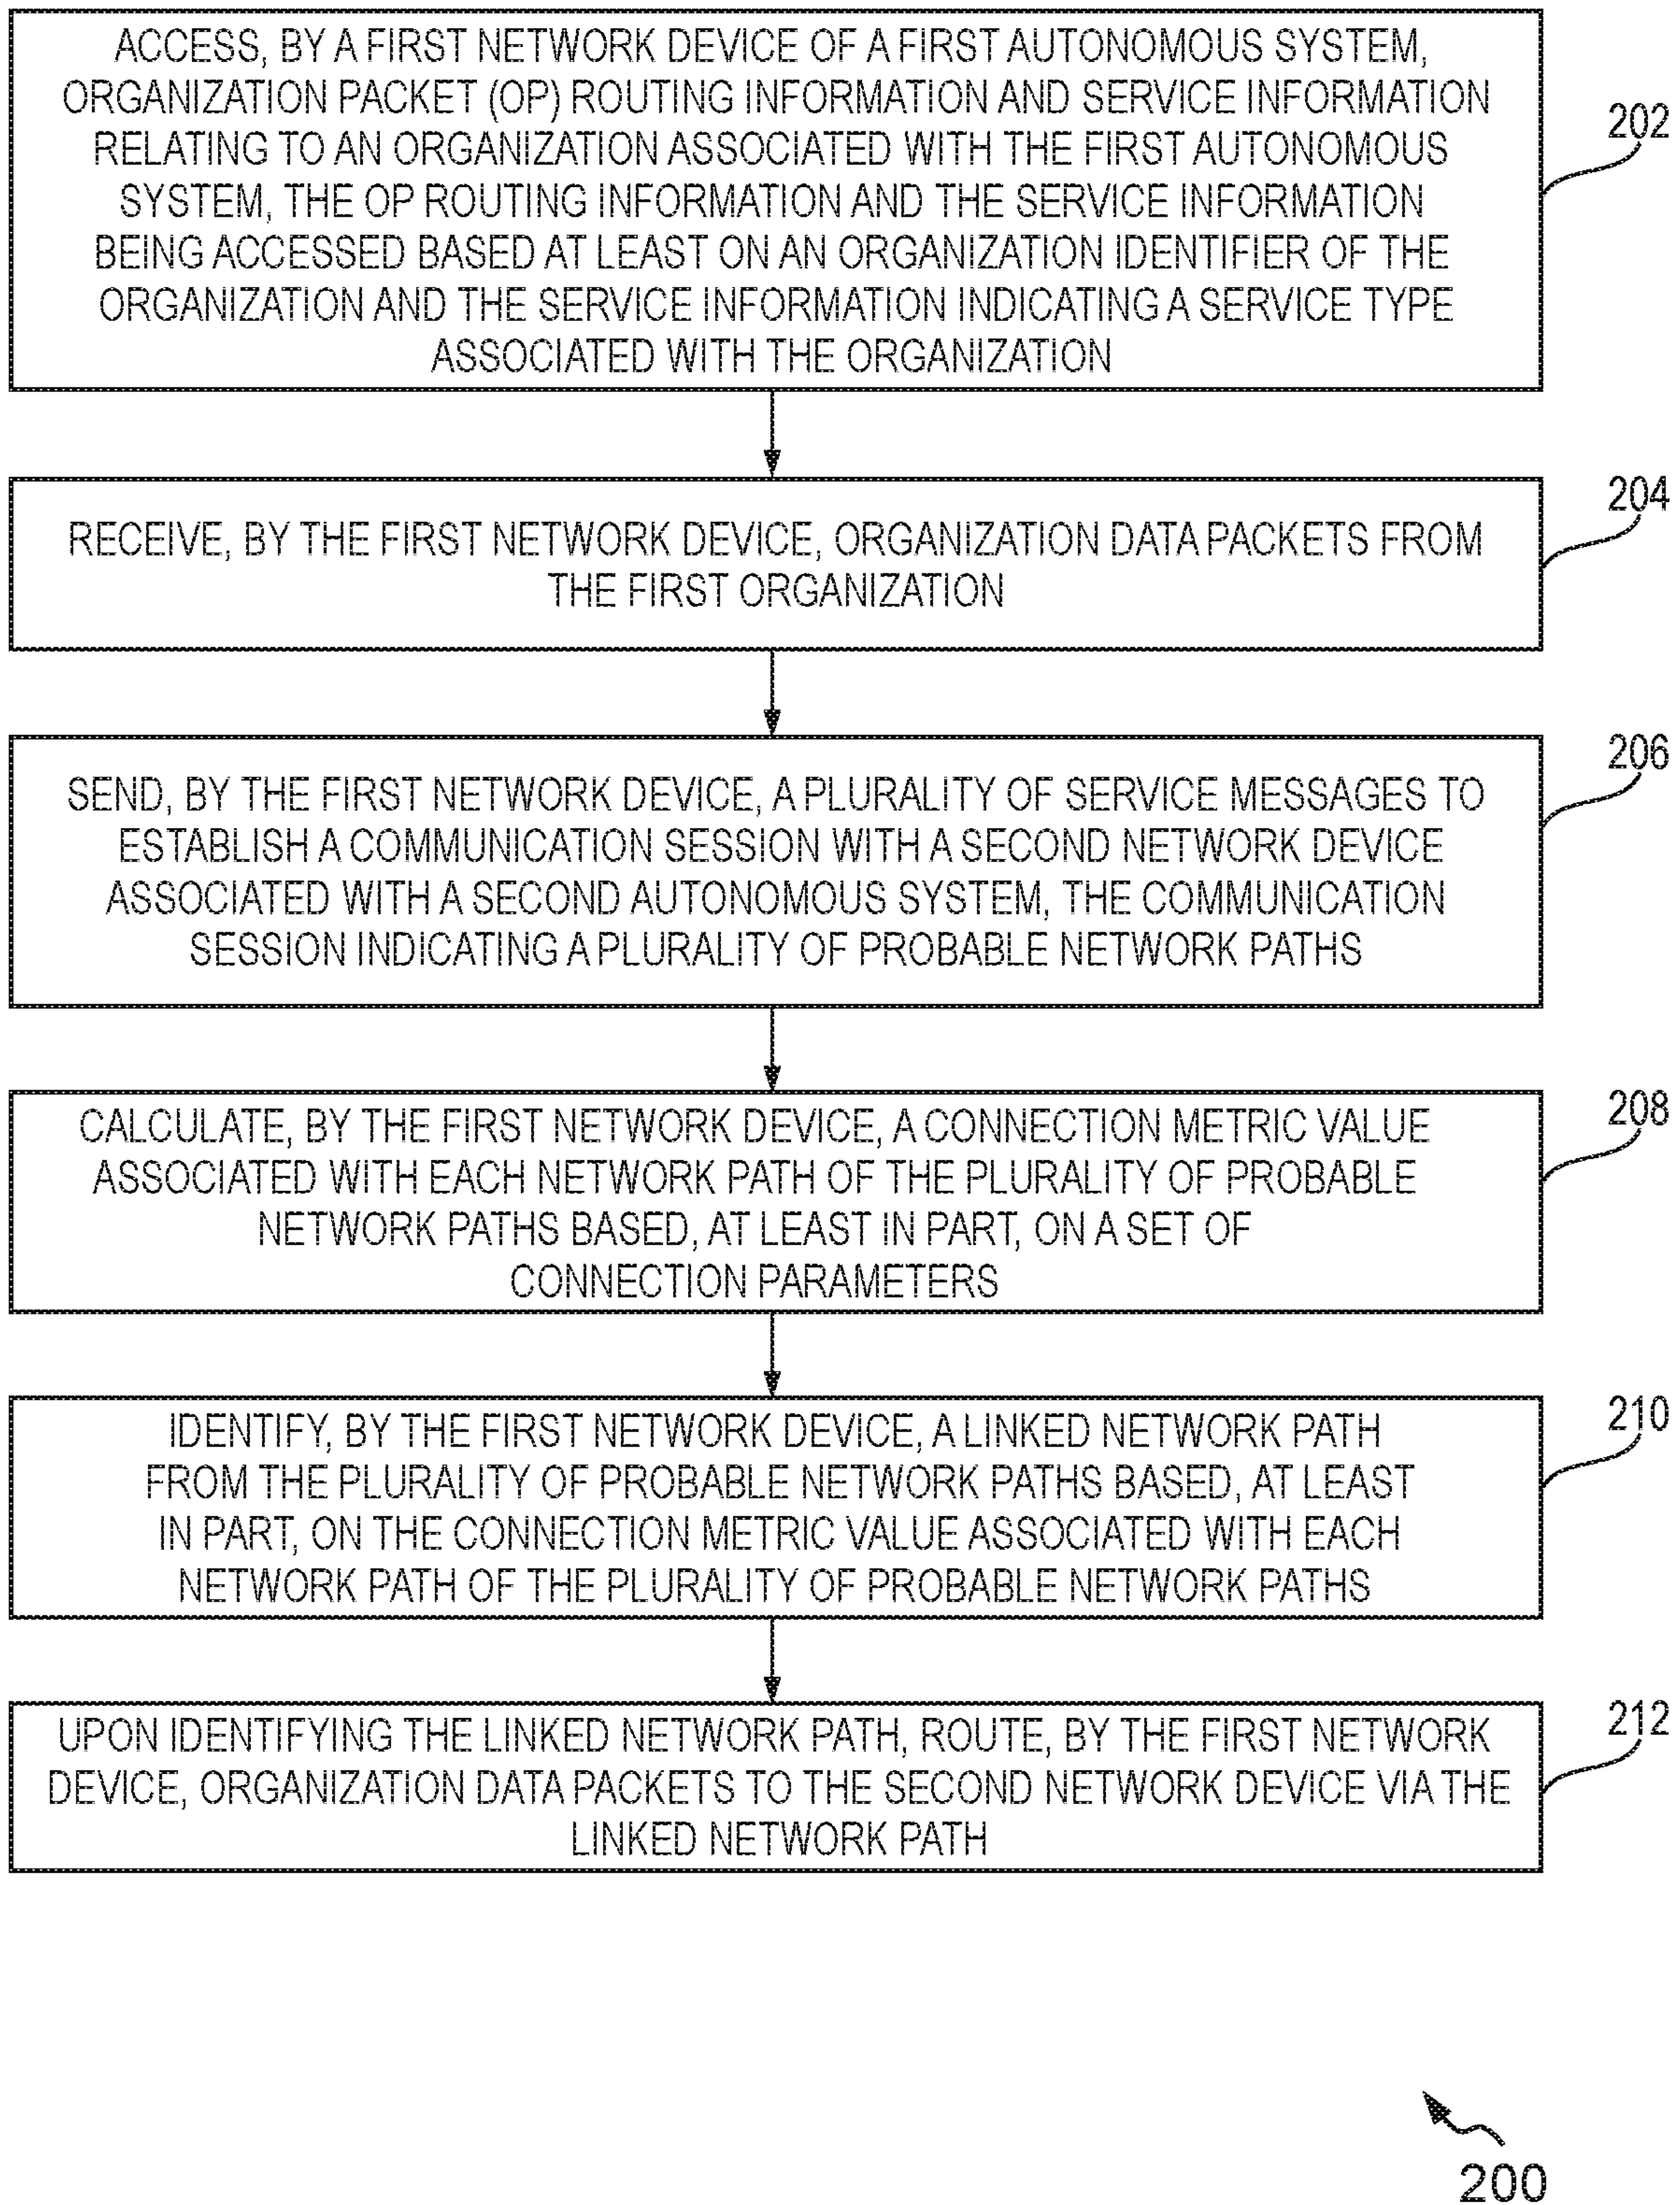 ACCESS, BY A FIRST NETWORK DEVICE OF A FIRST AUTONOMOUS SYSTEM,
ORGANIZATION PACKET (OP) ROUTING INFORMATION AND SERVICE INFORMATION
RELATING TO AN ORGANIZATION ASSOCIATED WITH THE FIRST AUTONOMOUS
SYSTEM, THE OP ROUTING INFORMATION AND THE SERVICE INFORMATION
BEING ACCESSED BASED AT LEAST ON AN ORGANIZATION IDENTIFIER OF THE
ORGANIZATION AND THE SERVICE INFORMATION INDICATING A SERVICE TYPE
ASSOCIATED WITH THE ORGANIZATION
202
RECEIVE, BY THE FIRST NETWORK DEVICE, ORGANIZATION DATA PACKETS FROM
THE FIRST ORGANIZATION
204
SEND, BY THE FIRST NETWORK DEVICE, A PLURALITY OF SERVICE MESSAGES TO
ESTABLISH A COMMUNICATION SESSION WITH A SECOND NETWORK DEVICE
ASSOCIATED WITH A SECOND AUTONOMOUS SYSTEM, THE COMMUNICATION
SESSION INDICATING A PLURALITY OF PROBABLE NETWORK PATHS
206
CALCULATE, BY THE FIRST NETWORK DEVICE, A CONNECTION METRIC VALUE
ASSOCIATED WITH EACH NETWORK PATH OF THE PLURALITY OF PROBABLE
NETWORK PATHS BASED, AT LEAST IN PART, ON A SET OF
CONNECTION PARAMETERS
208
IDENTIFY, BY THE FIRST NETWORK DEVICE, A LINKED NETWORK PATH
FROM THE PLURALITY OF PROBABLE NETWORK PATHS BASED, AT LEAST
IN PART, ON THE CONNECTION METRIC VALUE ASSOCIATED WITH EACH
NETWORK PATH OF THE PLURALITY OF PROBABLE NETWORK PATHS
210
UPON IDENTIFYING THE LINKED NETWORK PATH, ROUTE, BY THE FIRST NETWORK
DEVICE, ORGANIZATION DATA PACKETS TO THE SECOND NETWORK DEVICE VIA THE
LINKED NETWORK PATH
212
200